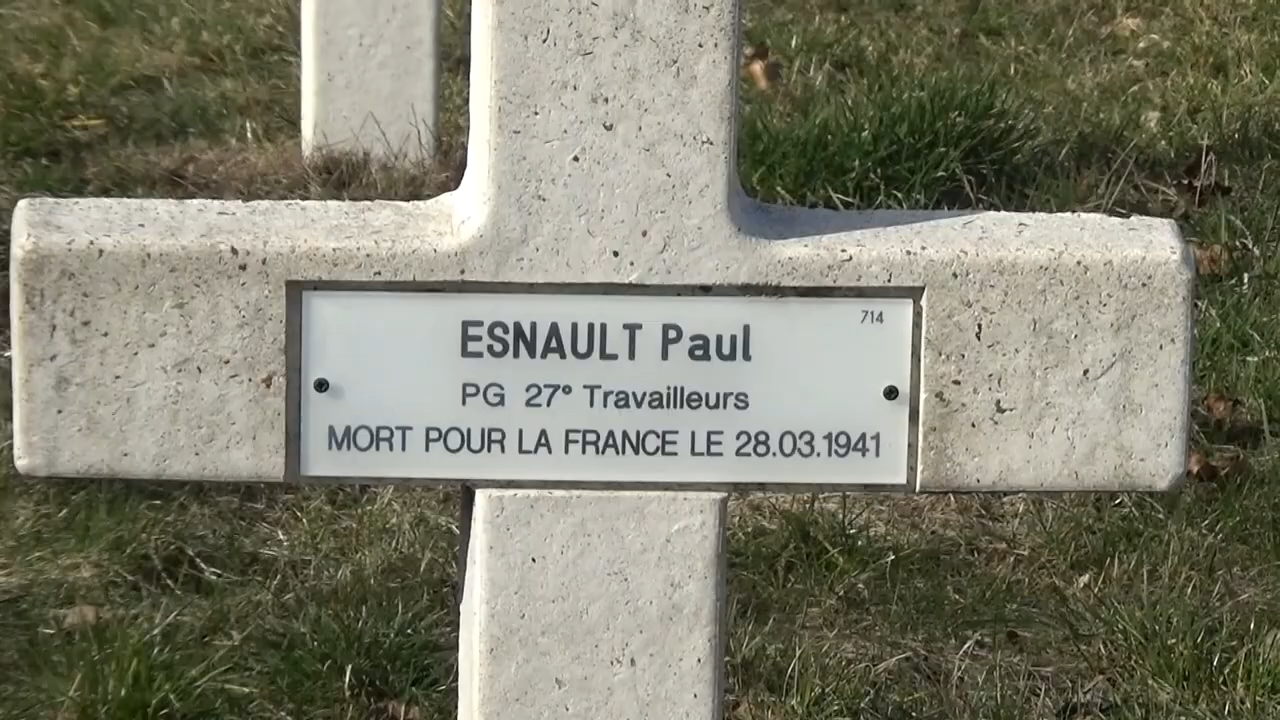 714
ESNAULT Paul
PG 27° Travailleurs
MORT POUR LA FRANCE LE 28.03.1941